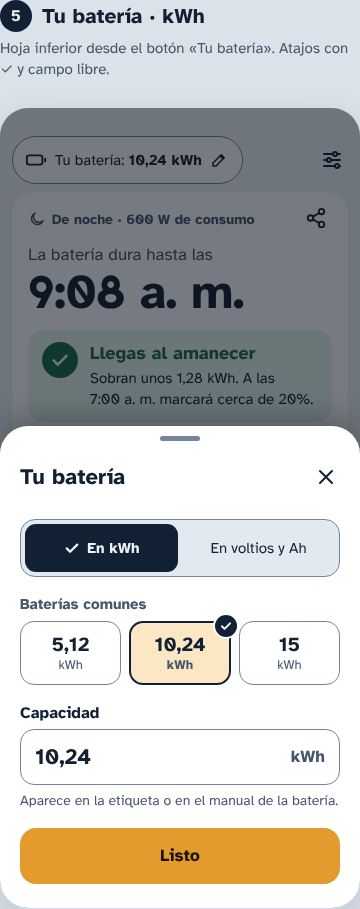 5 Tu batería · kWh
Hoja inferior desde el botón «Tu batería». Atajos con
✓ y campo libre.
Tu batería: 10,24 kWh
De noche · 600 W de consumo
La batería dura hasta las
9:08 a. m.
Llegas al amanecer
Sobran unos 1,28 kWh. A las
7:00 a. m. marcará cerca de 20%.
Tu batería
✓ En kWh
En voltios y Ah
Baterías comunes
5,12
kWh
10,24
kWh
15
kWh
Capacidad
10,24 kWh
Aparece en la etiqueta o en el manual de la batería.
Listo